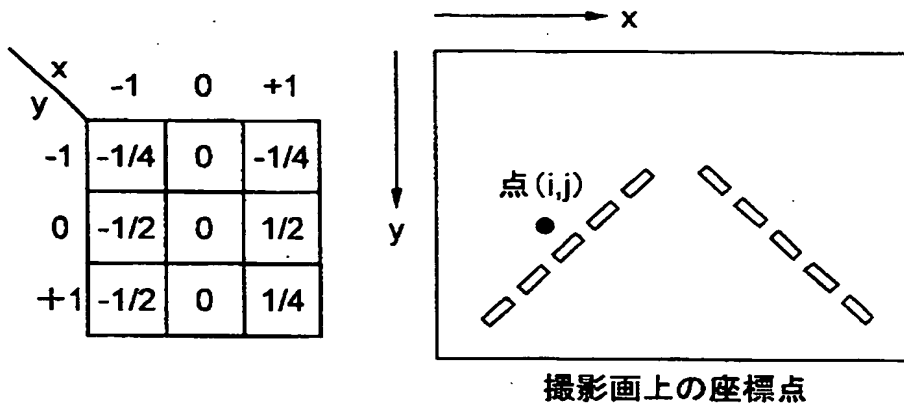 x
y
-1 0 +1
-1 -1/4 0 -1/4
0 -1/2 0 1/2
+1 -1/2 0 1/4
x
y
点(i,j)
撮影画上の座標点